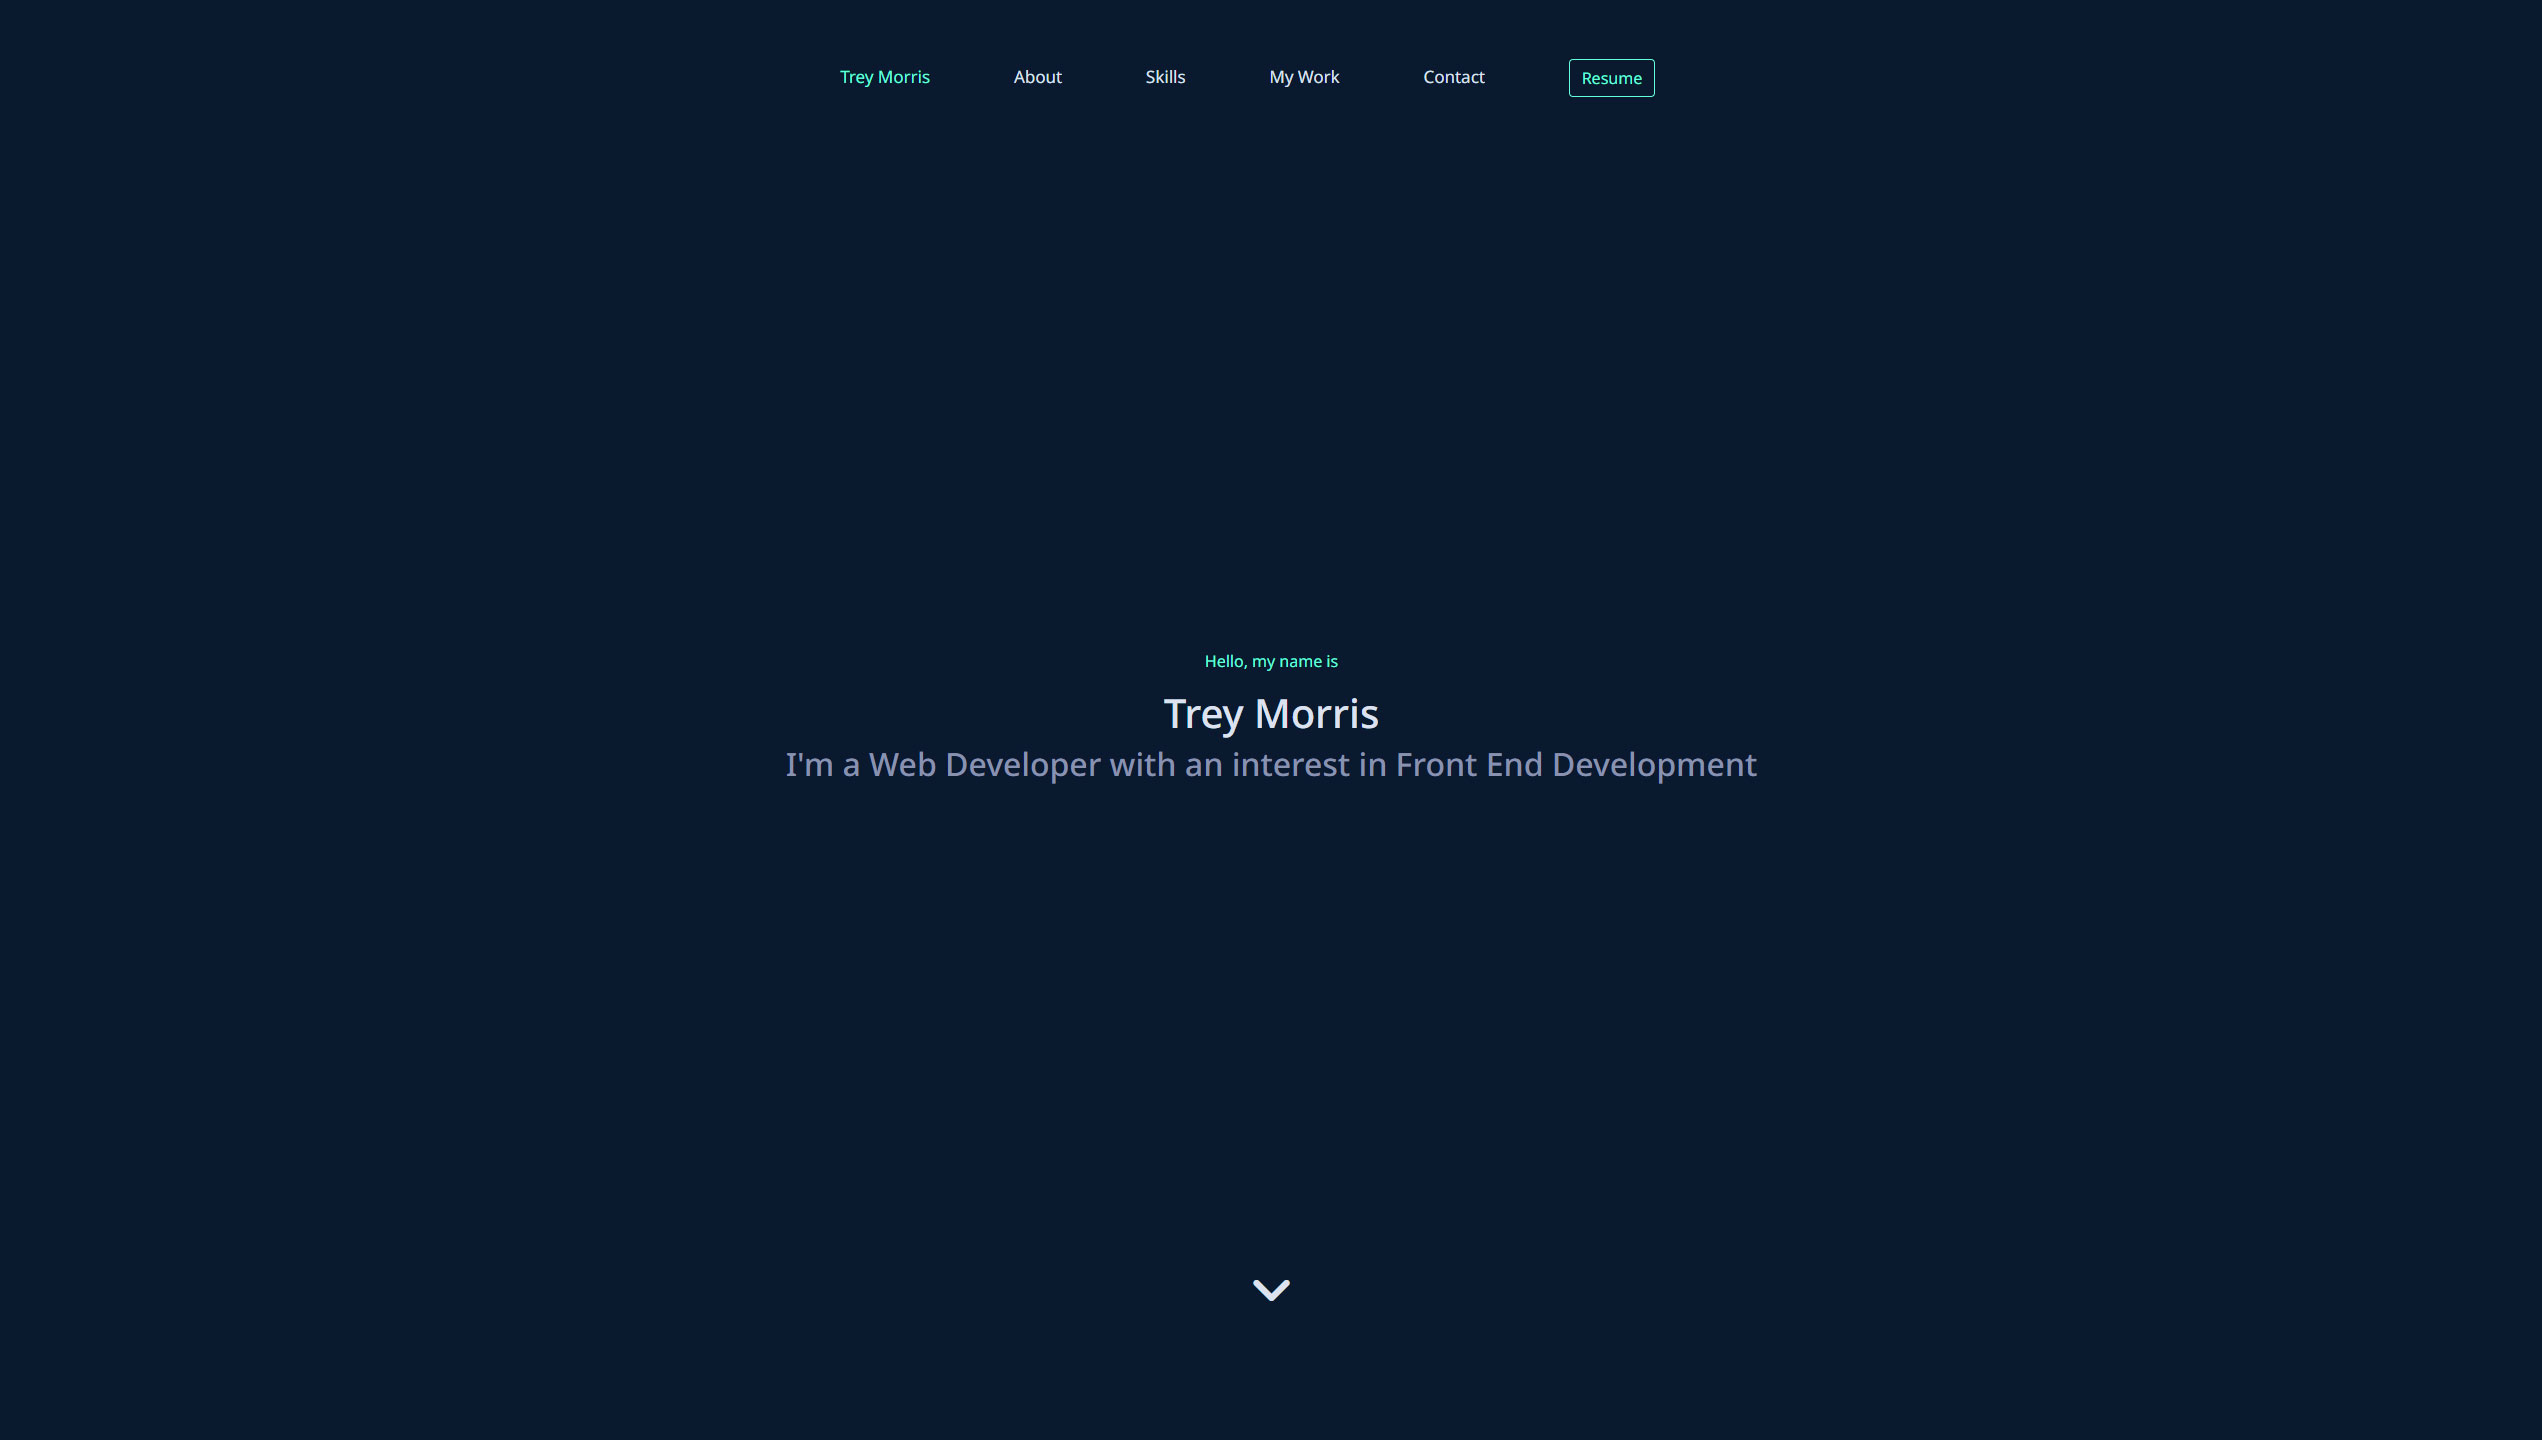 Trey Morris About Skills My Work Contact Resume
Hello, my name is
Trey Morris
I'm a Web Developer with an interest in Front End Development